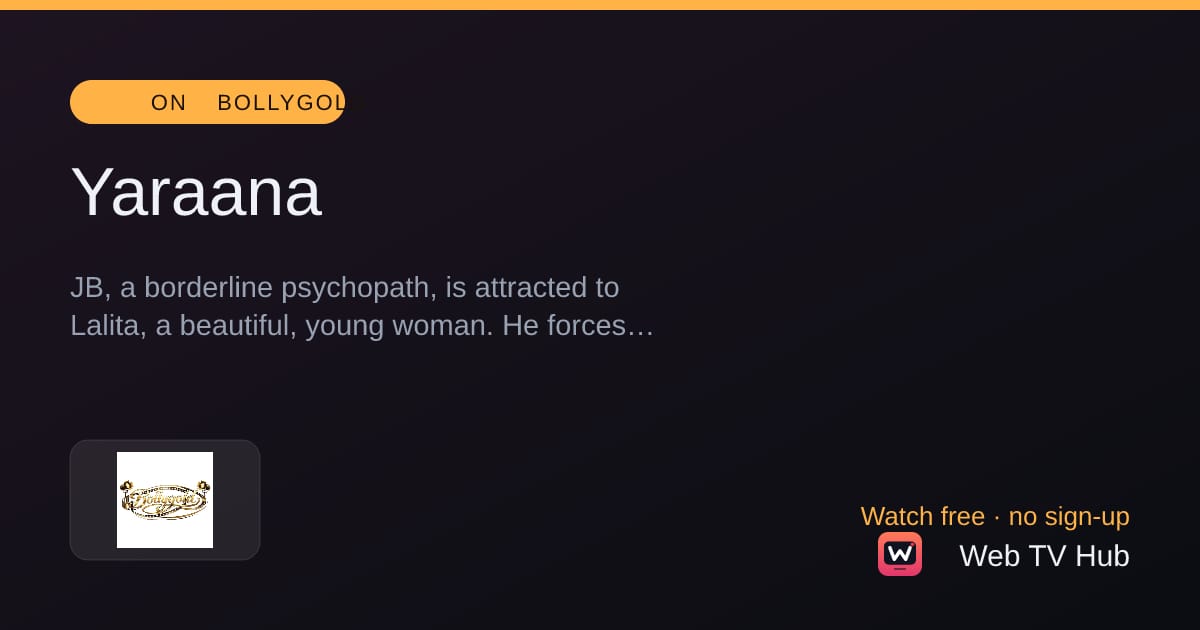 ON BOLLYGOL
Yaraana
JB, a borderline psychopath, is attracted to
Lalita, a beautiful, young woman. He forces…
Bollygold
Watch free · no sign-up
W
Web TV Hub